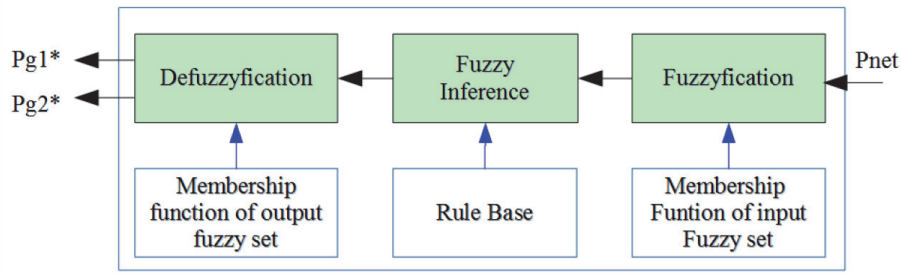 Pg1*
Pg2*
Defuzzyfication
Fuzzy
Inference
Fuzzyfication
Pnet
Membership
function of output
fuzzy set
Rule Base
Membership
Funtion of input
Fuzzy set